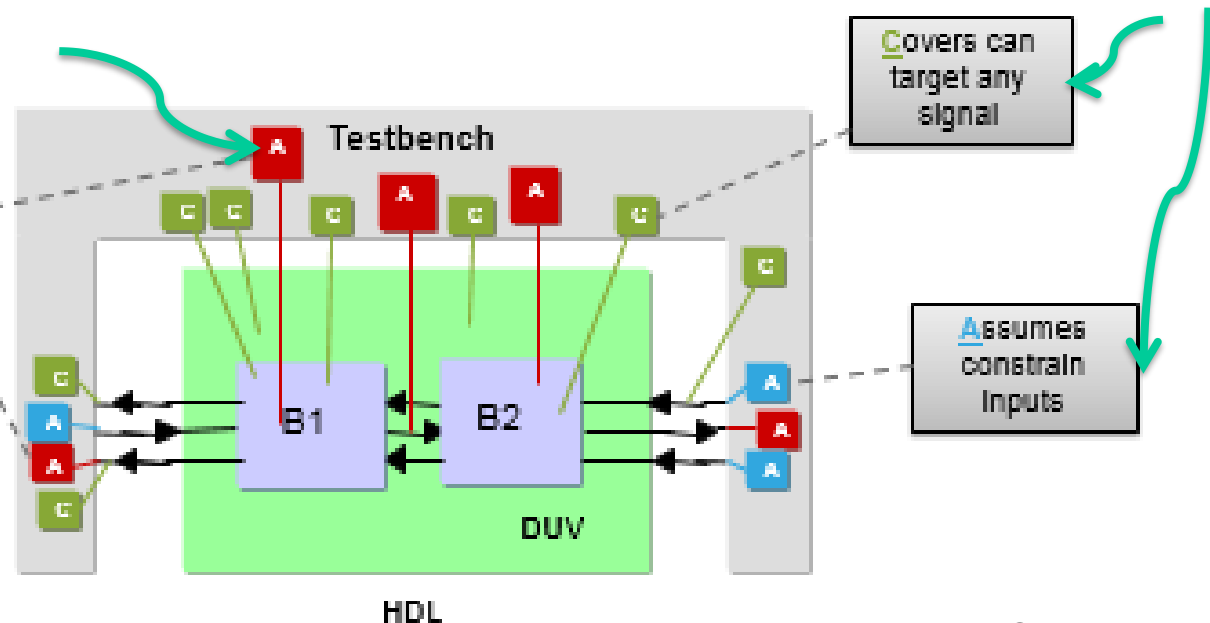 Covers can
target any
signal
A
Testbench
A
A
C
C
C
C
C
C
Assumes
constrain
Inputs
C
A
A
B1
B2
A
A
A
C
DUV
HDL